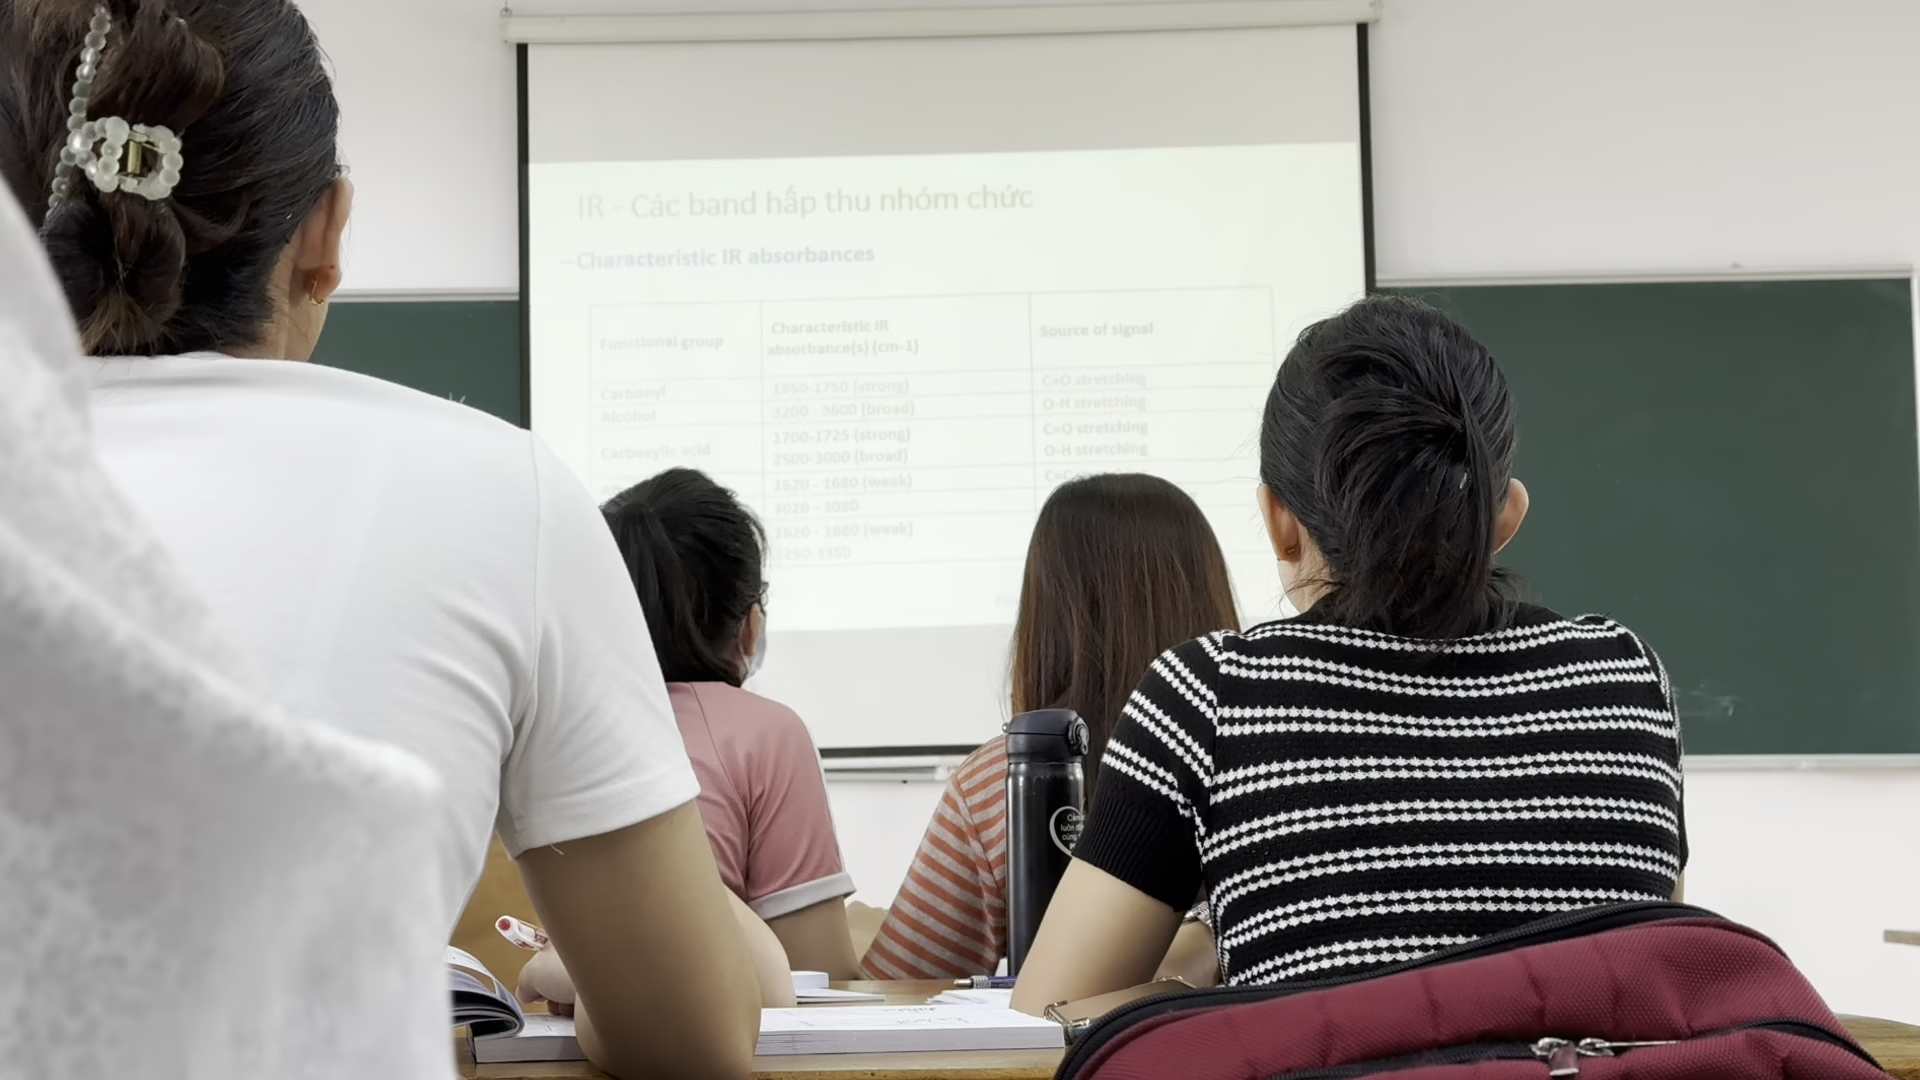 IR - Các band hấp thu nhóm chức
–Characteristic IR absorbances
Functional group
Characteristic IR
absorbance(s) (cm-1)
Source of signal
Carbonyl
1650-1750 (strong)
C=O stretching
Alcohol
3200 - 3600 (broad)
O-H stretching
Carboxylic acid
1700-1725 (strong)
C=O stretching
2500-3000 (broad)
O-H stretching
1620 - 1680 (weak)
3020 - 3080
1620 - 1680 (weak)
3250-3350